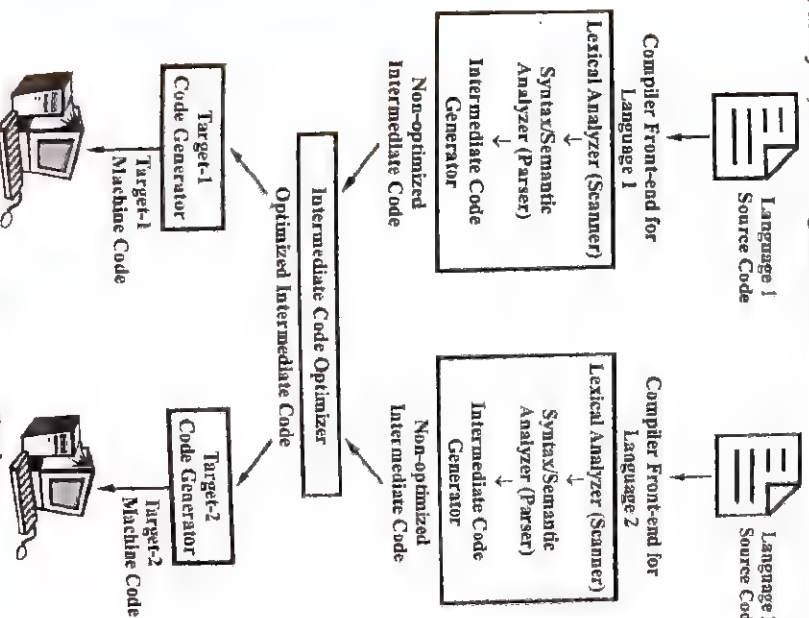 Language 1
Source Code
Compiler Front-end for
Language 1
Lexical Analyzer (Scanner)
Syntax/Semantic
Analyzer (Parser)
Intermediate Code
Generator
Non-optimized
Intermediate Code
Source Cod
Compiler Front-end for
Language 2
Lexical Analyzer (Scanner)
Syntax/Semantic
Analyzer (Parser)
Intermediate Code
Generator
Non-optimized
Intermediate Code
Intermediate Code Optimizer
Optimized Intermediate Code
Target-1
Code Generator
Target-1
Machine Code
Target-2
Code Generator
Target-2
Machine Code